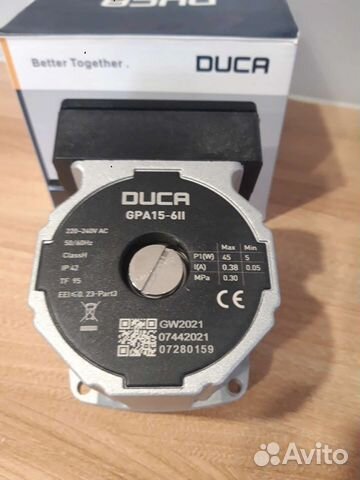 DUCA
Better Together.
DUCA
DUCA
GPA15-6II
220-240V AC
50/60Hz
ClassH
IP 42
TF 95
EEI≤0. 23-Part3
Max Min
P1(W) 45 5
I(A) 0.38 0.05
MPa 0.30
CE
GW2021
07442021
07280159
Avito